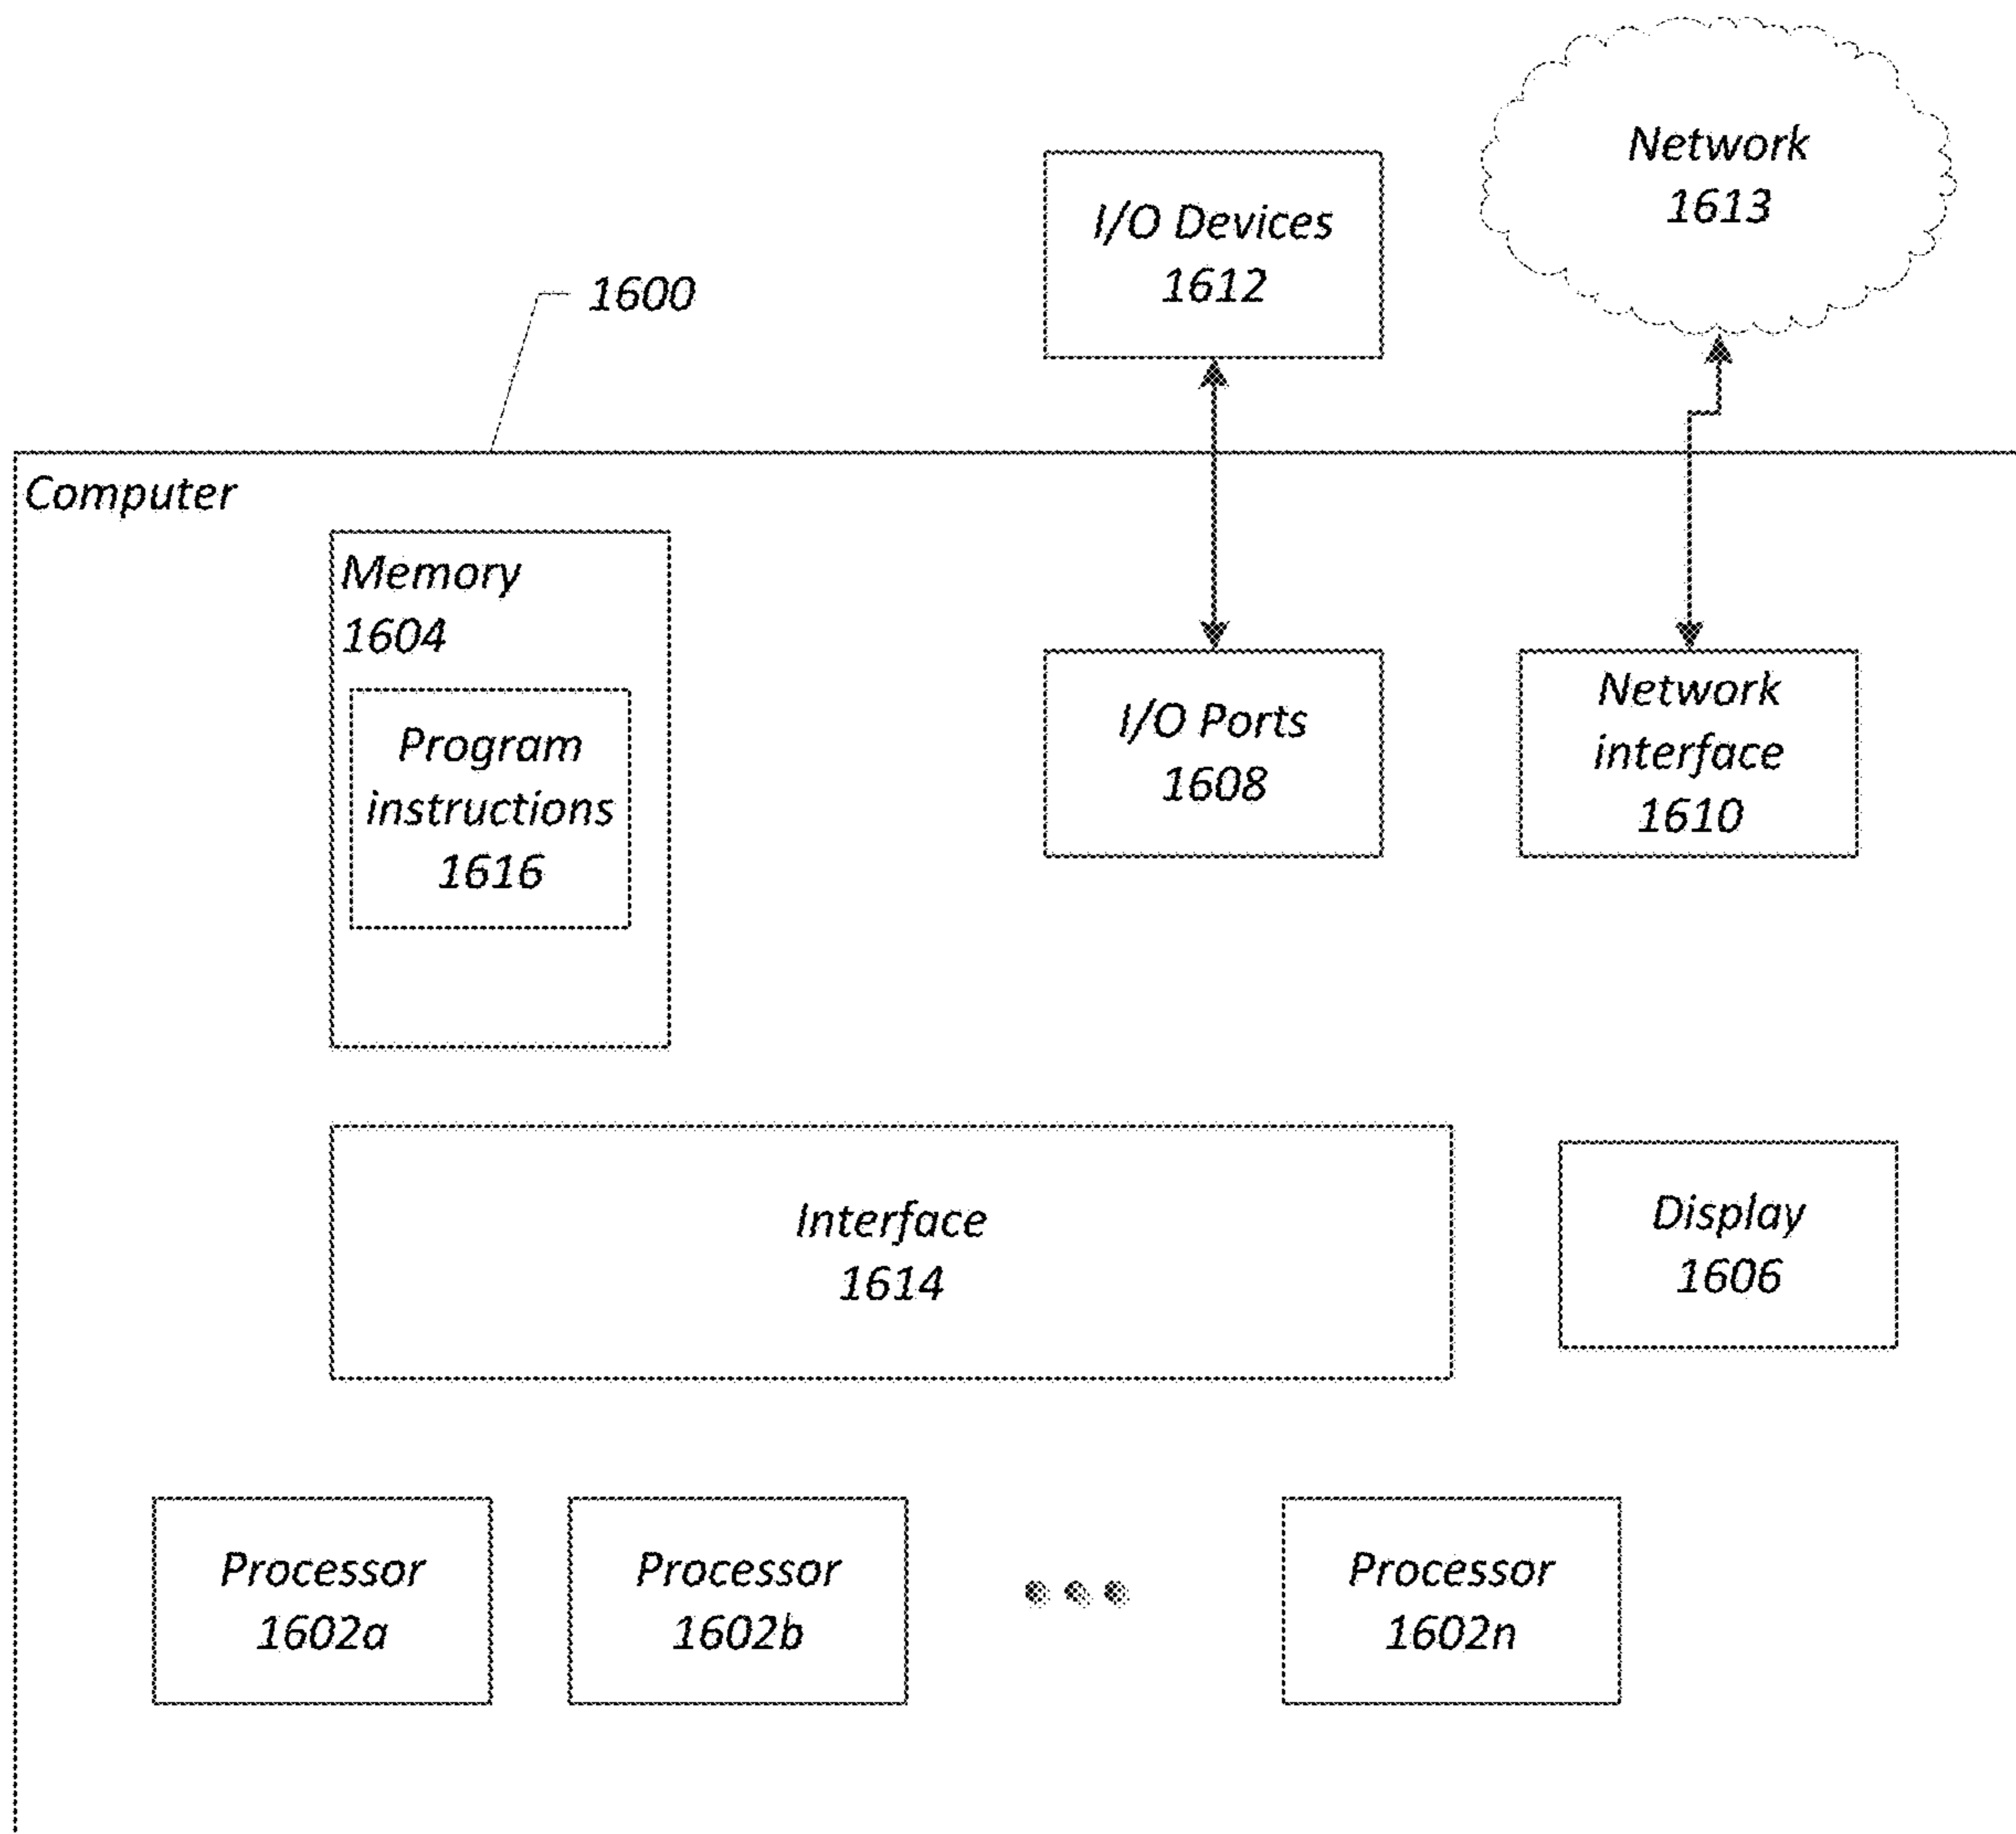 Network
1613
I/O Devices
1612
1600
Computer
Memory
1604
Program
instructions
1616
I/O Ports
1608
Network
interface
1610
Interface
1614
Display
1606
Processor
1602a
Processor
1602b
Processor
1602n